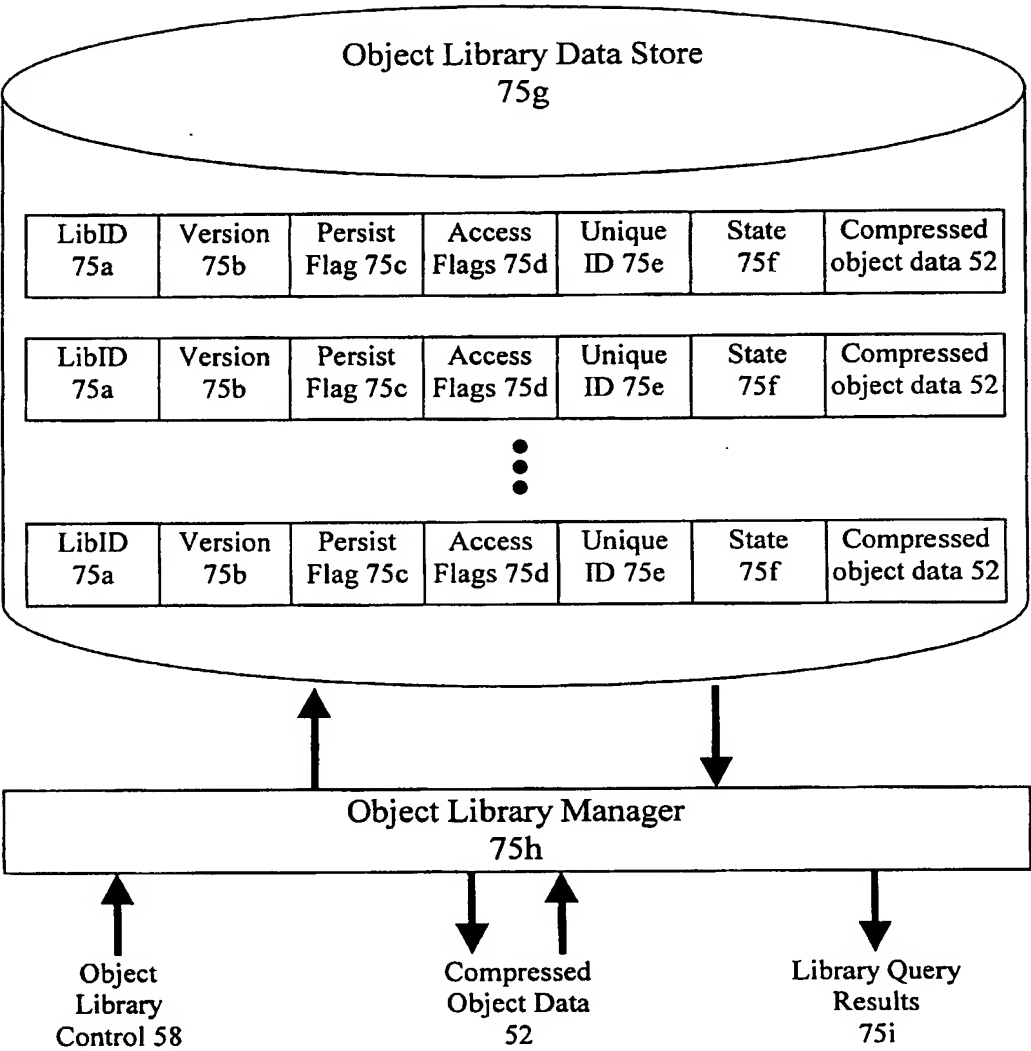 Object Library Data Store
75g
LibID
75a
Version
75b
Persist
Flag 75c
Access
Flags 75d
Unique
ID 75e
State
75f
Compressed
object data 52
LibID
75a
Version
75b
Persist
Flag 75c
Access
Flags 75d
Unique
ID 75e
State
75f
Compressed
object data 52
LibID
75a
Version
75b
Persist
Flag 75c
Access
Flags 75d
Unique
ID 75e
State
75f
Compressed
object data 52
Object Library Manager
75h
Object
Library
Control 58
Compressed
Object Data
52
Library Query
Results
75i